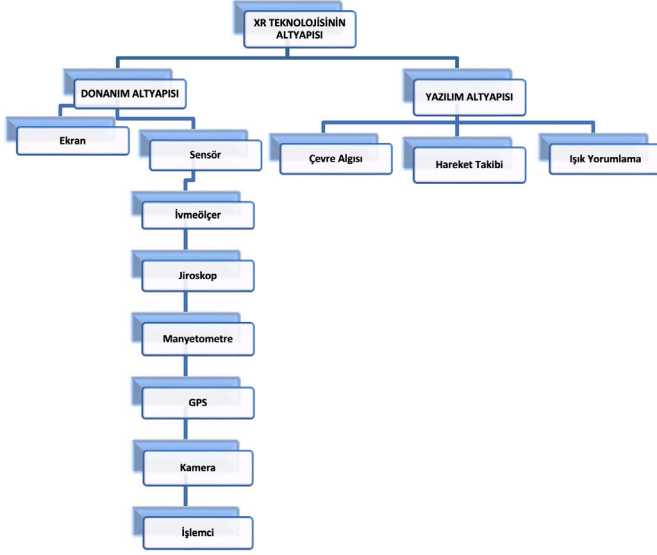 XR TEKNOLOJİSİNİN
ALTYAPISI
DONANIM ALTYAPISI
YAZILIM ALTYAPISI
Ekran
Sensör
Çevre Algısı
Hareket Takibi
Işık Yorumlama
İvmeölçer
Jiroskop
Manyetometre
GPS
Kamera
İşlemci